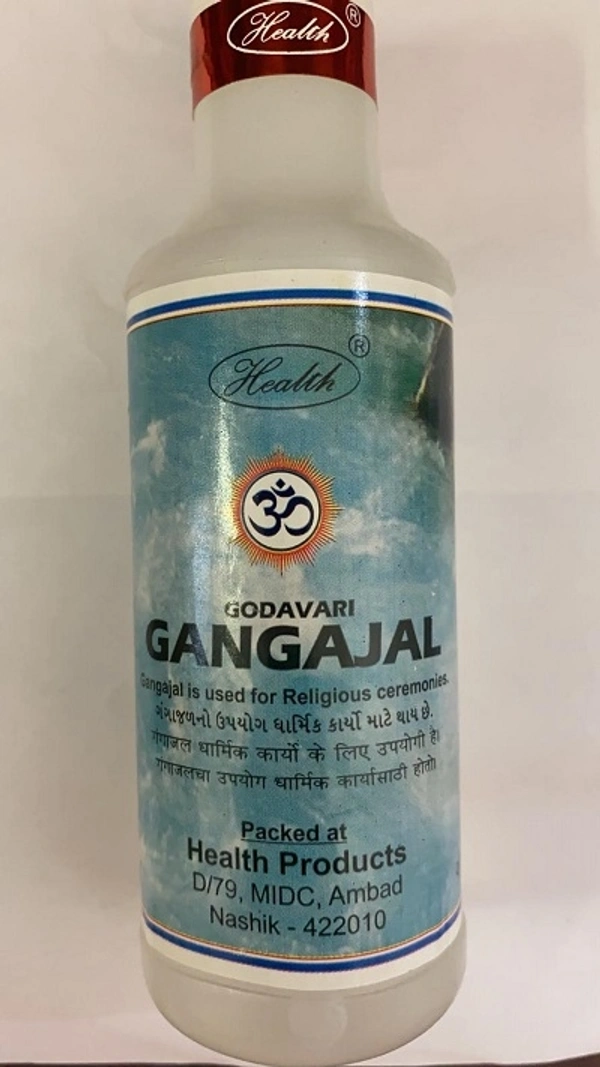 Health ®
Health ®
ॐ
GODAVARI
GANGAJAL
Gangajal is used for Religious ceremonies.
ગંગાજળનો ઉપયોગ ધાર્મિક કાર્યો માટે થાય છે.
गंगाजल धार्मिक कार्यो के लिए उपयोगी है।
गंगाजलचा उपयोग धार्मिक कार्यासाठी होतो।
Packed at
Health Products
D/79, MIDC, Ambad
Nashik - 422010